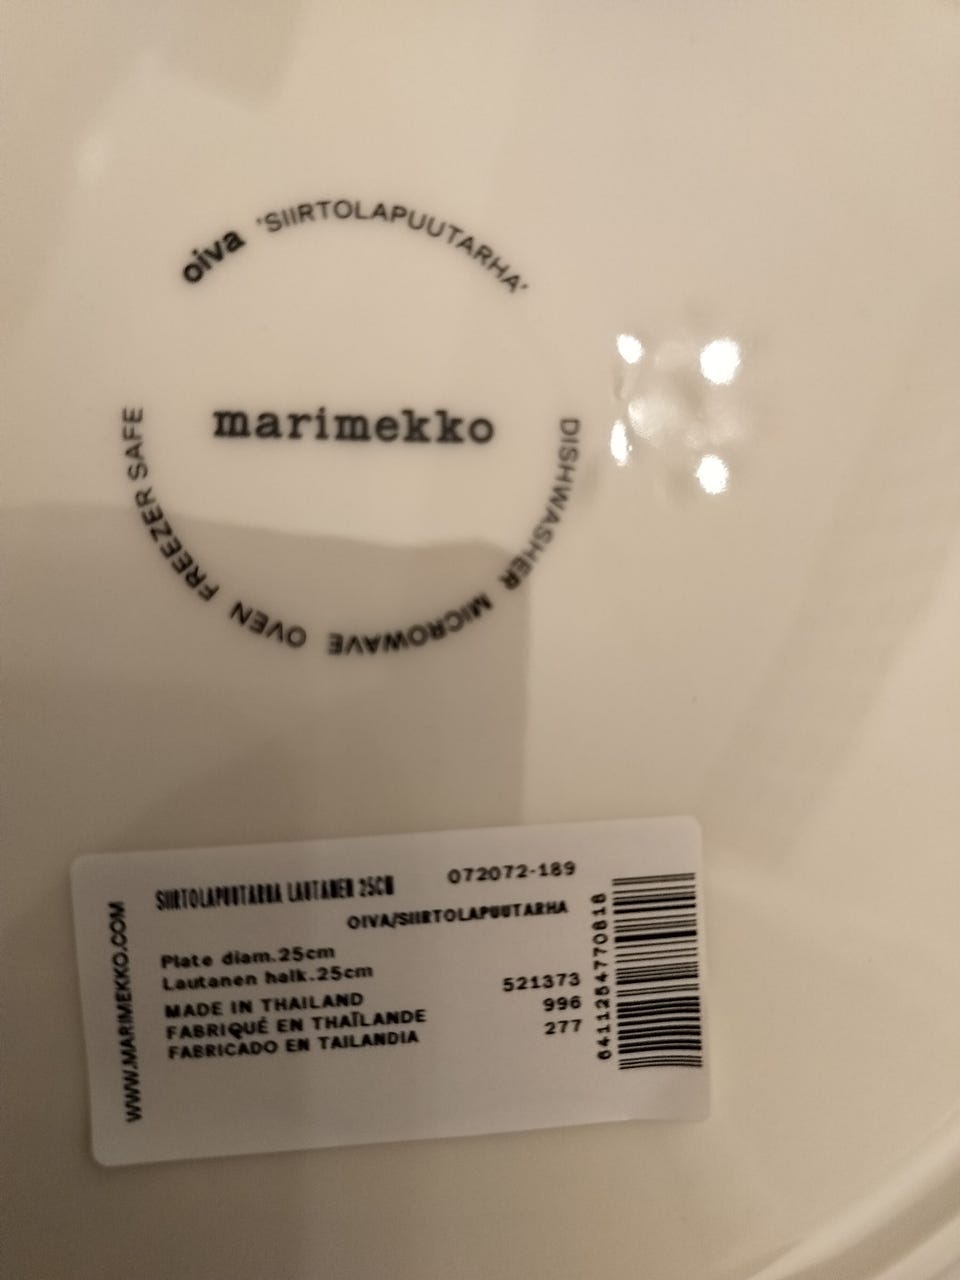 oiva 'SIIRTOLAPUUTARHA'
marimekko
DISHWASHER MICROWAVE OVEN FREEZER SAFE
WWW.MARIMEKKO.COM
SIIRTOLAPUUTARHA LAUTANEN 25CM 072072-189
OIVA/SIIRTOLAPUUTARHA
Plate diam.25cm
Lautanen halk.25cm 521373
MADE IN THAILAND 996
FABRIQUÉ EN THAÏLANDE 277
FABRICADO EN TAILANDIA
6411254770818